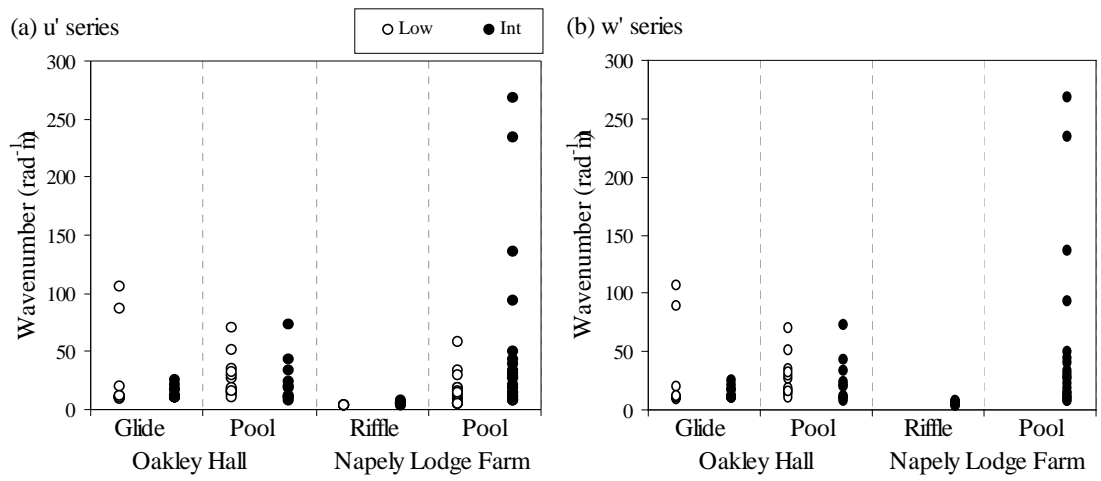 (a) u' series
Low Int
(b) w' series
300
250
200
150
100
50
0
Wavenumber (rad⁻¹m)
Glide Pool Riffle Pool
Oakley Hall Napely Lodge Farm
300
250
200
150
100
50
0
Wavenumber (rad⁻¹m)
Glide Pool Riffle Pool
Oakley Hall Napely Lodge Farm